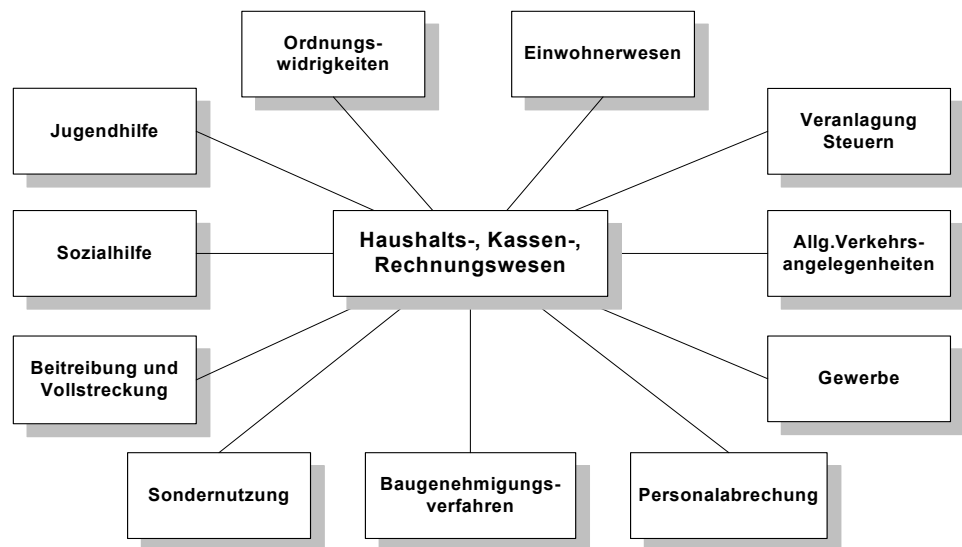 Ordnungs-
widrigkeiten
Einwohnerwesen
Jugendhilfe
Veranlagung
Steuern
Sozialhilfe
Haushalts-, Kassen-,
Rechnungswesen
Allg.Verkehrs-
angelegenheiten
Beitreibung und
Vollstreckung
Gewerbe
Sondernutzung
Baugenehmigungs-
verfahren
Personalabrechung